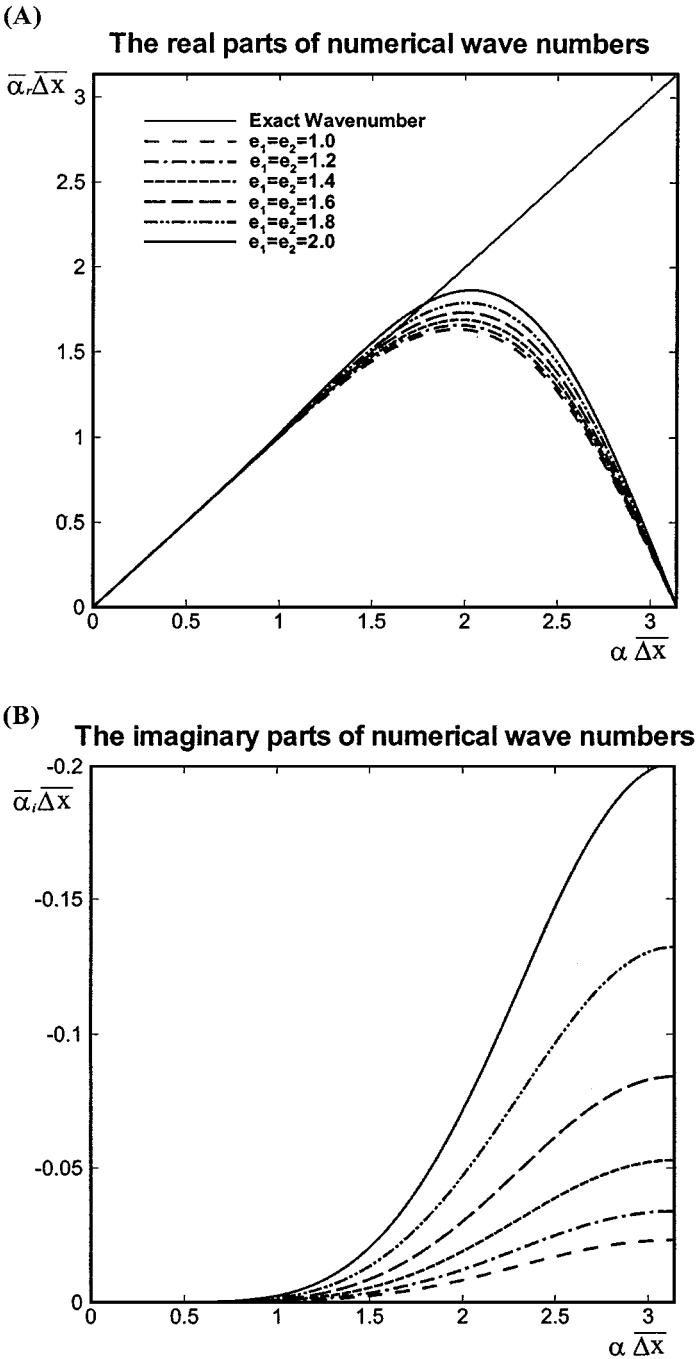 (A)
The real parts of numerical wave numbers
ᾱᵣΔx̅
3
2.5
2
1.5
1
0.5
0
Exact Wavenumber
e₁=e₂=1.0
e₁=e₂=1.2
e₁=e₂=1.4
e₁=e₂=1.6
e₁=e₂=1.8
e₁=e₂=2.0
0 0.5 1 1.5 2 2.5 3
α Δx̅
(B)
The imaginary parts of numerical wave numbers
-0.2
ᾱᵢΔx̅
-0.15
-0.1
-0.05
0
0 0.5 1 1.5 2 2.5 3
α Δx̅